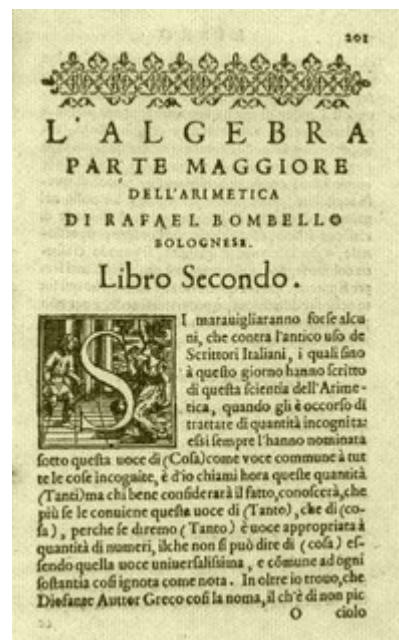 201
L'ALGEBRA
PARTE MAGGIORE
DELL'ARIMETICA
DI RAFAEL BOMBELLO
BOLOGNESE.
Libro Secondo.
SI marauigliaranno forſe alcu
ni, che contra l'antico uſo de
Scrittori Italiani, i quali ſino
à queſto giorno hanno ſcritto
di queſta ſcientia dell'Arime-
tica, quando gli è occorſo di
trattare di quantità incognita:
eſsi ſempre l'hanno nominata
ſotto queſta uoce di (Coſa) come voce commune à tut
te le coſe incognite, è d'io chiami hora queſte quantità
(Tanti) ma chi bene conſiderarà il fatto, conoſcerà, che
più ſe le conuiene queſta uoce di (Tanto), che di (co-
ſa), perche ſe diremo (Tanto) è uoce appropriata à
quantità di numeri, ilche non ſi può dire di (coſa) eſ-
ſendo quella uoce uniuerſaliſsima, e cõmune ad ogni
ſoſtantia coſi ignota come nota. In oltre io trouo, che
Diofante Auttor Greco coſi la noma, il ch'è di non pic
O ciolo